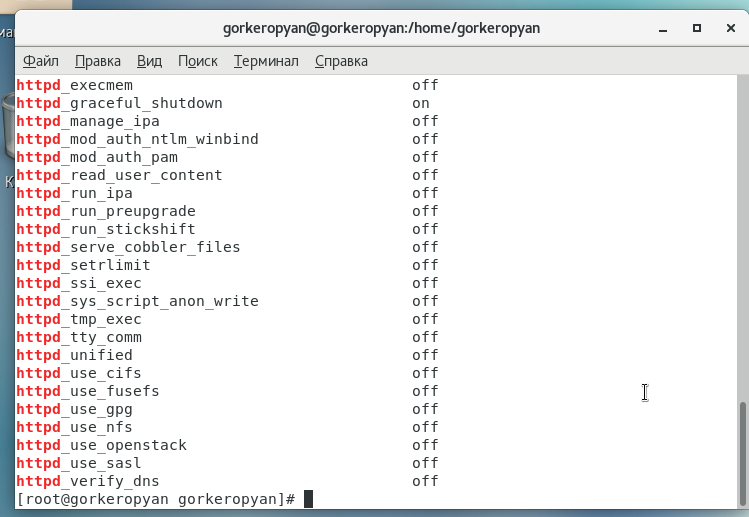 gorkeropyan@gorkeropyan:/home/gorkeropyan
Файл Правка Вид Поиск Терминал Справка
httpd_execmem off
httpd_graceful_shutdown on
httpd_manage_ipa off
httpd_mod_auth_ntlm_winbind off
httpd_mod_auth_pam off
httpd_read_user_content off
httpd_run_ipa off
httpd_run_preupgrade off
httpd_run_stickshift off
httpd_serve_cobbler_files off
httpd_setrlimit off
httpd_ssi_exec off
httpd_sys_script_anon_write off
httpd_tmp_exec off
httpd_tty_comm off
httpd_unified off
httpd_use_cifs off
httpd_use_fusefs off
httpd_use_gpg off
httpd_use_nfs off
httpd_use_openstack off
httpd_use_sasl off
httpd_verify_dns off
[root@gorkeropyan gorkeropyan]#